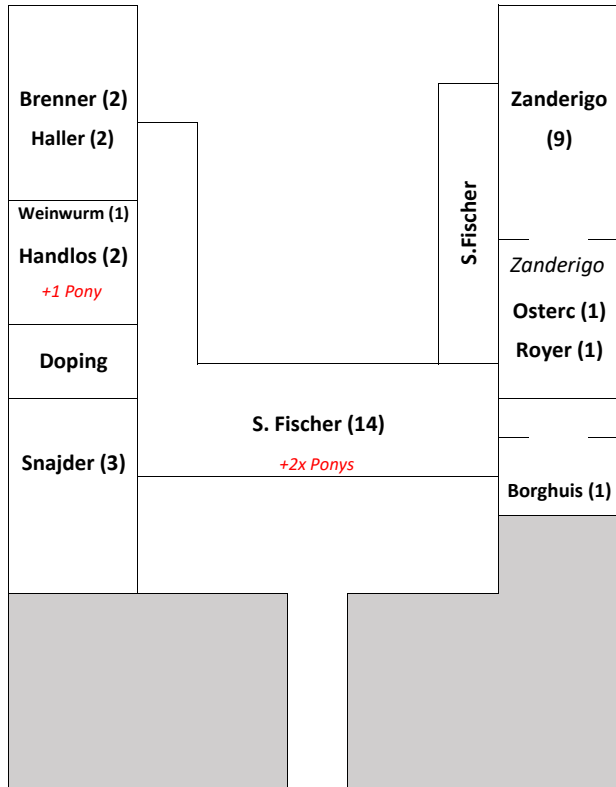 Brenner (2)
Haller (2)
Weinwurm (1)
Handlos (2)
+1 Pony
Doping
Snajder (3)
S. Fischer (14)
+2x Ponys
S.Fischer
Zanderigo
(9)
Zanderigo
Osterc (1)
Royer (1)
Borghuis (1)